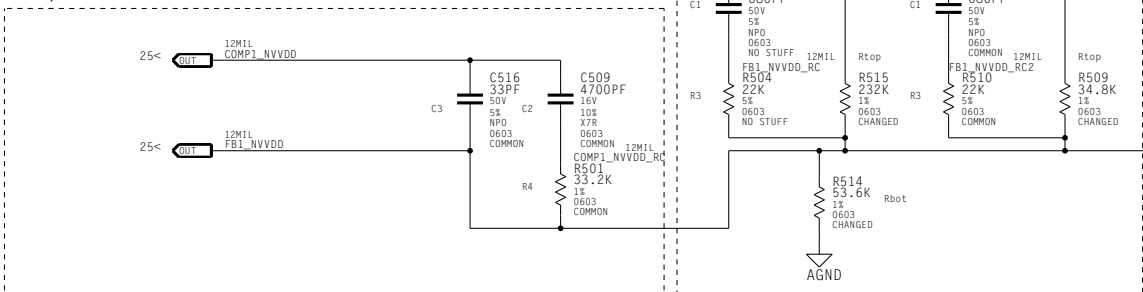 25<
OUT
12MIL
COMP1_NVVDD
25<
OUT
12MIL
FB1_NVVDD
C3
C516
33PF
50V
5%
NPO
0603
COMMON
C2
C509
4700PF
16V
10%
X7R
0603
COMMON
12MIL
COMP1_NVVDD_RC
R4
R501
33.2K
1%
0603
COMMON
C1
680PF
50V
5%
NPO
0603
NO STUFF
12MIL
FB1_NVVDD_RC
R3
R504
22K
5%
0603
NO STUFF
Rtop
R515
232K
1%
0603
CHANGED
C1
680PF
50V
5%
NPO
0603
COMMON
12MIL
FB1_NVVDD_RC2
R3
R510
22K
5%
0603
COMMON
Rtop
R509
34.8K
1%
0603
CHANGED
R514
53.6K
1%
0603
CHANGED
Rbot
AGND